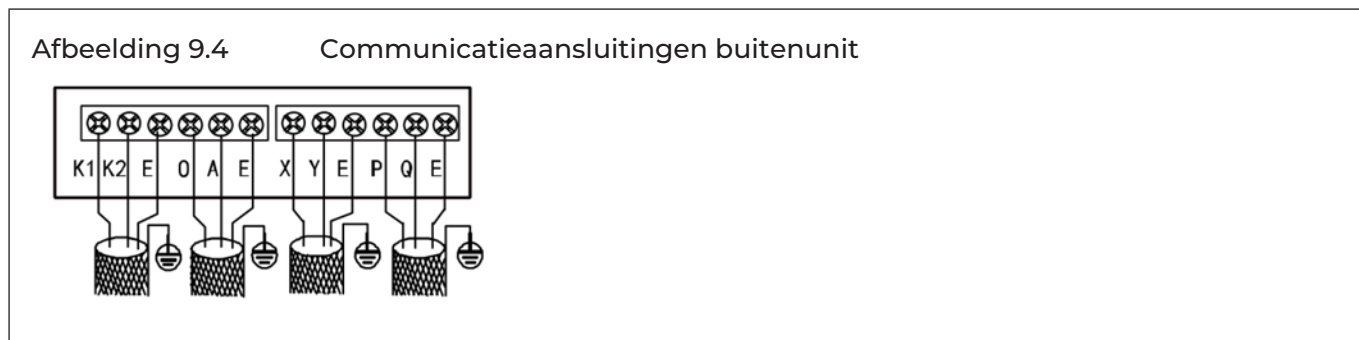 Afbeelding 9.4 Communicatieaansluitingen buitenunit
K1 K2 E O A E X Y E P Q E